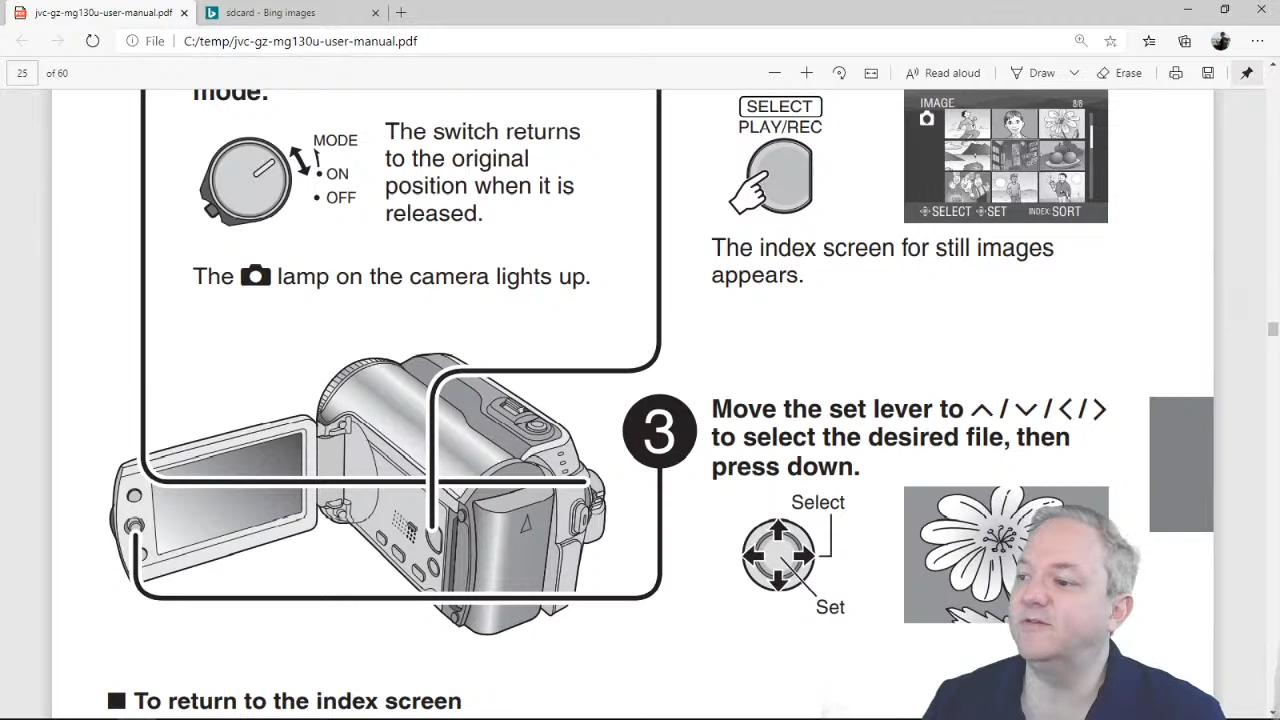 jvc-gz-mg130u-user-manual.pdf
sdcard - Bing images
File
C:/temp/jvc-gz-mg130u-user-manual.pdf
25
of 60
Read aloud
Draw
Erase
mode.
MODE
ON
OFF
The switch returns
to the original
position when it is
released.
The lamp on the camera lights up.
SELECT
PLAY/REC
IMAGE
8/8
SELECT SET INDEX: SORT
The index screen for still images
appears.
3
Move the set lever to ∧ / ∨ / < / >
to select the desired file, then
press down.
Select
Set
■ To return to the index screen